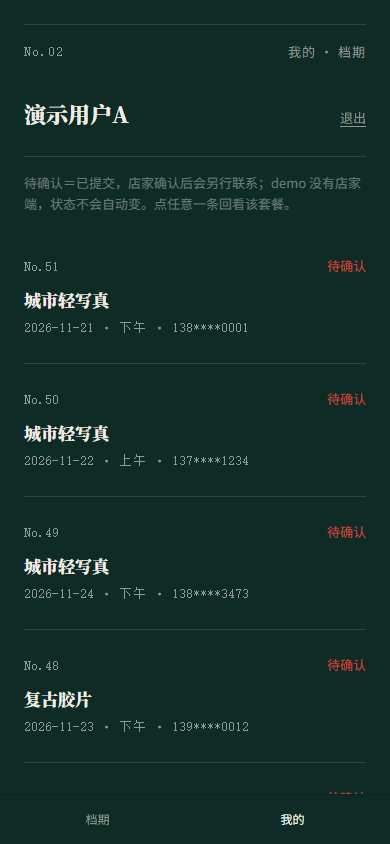 No.02
我的 · 档期
演示用户A
退出
待确认＝已提交，店家确认后会另行联系；demo 没有店家
端，状态不会自动变。点任意一条回看该套餐。
No.51
待确认
城市轻写真
2026-11-21 · 下午 · 138****0001
No.50
待确认
城市轻写真
2026-11-22 · 上午 · 137****1234
No.49
待确认
城市轻写真
2026-11-24 · 下午 · 138****3473
No.48
待确认
复古胶片
2026-11-23 · 下午 · 139****0012
档期
我的